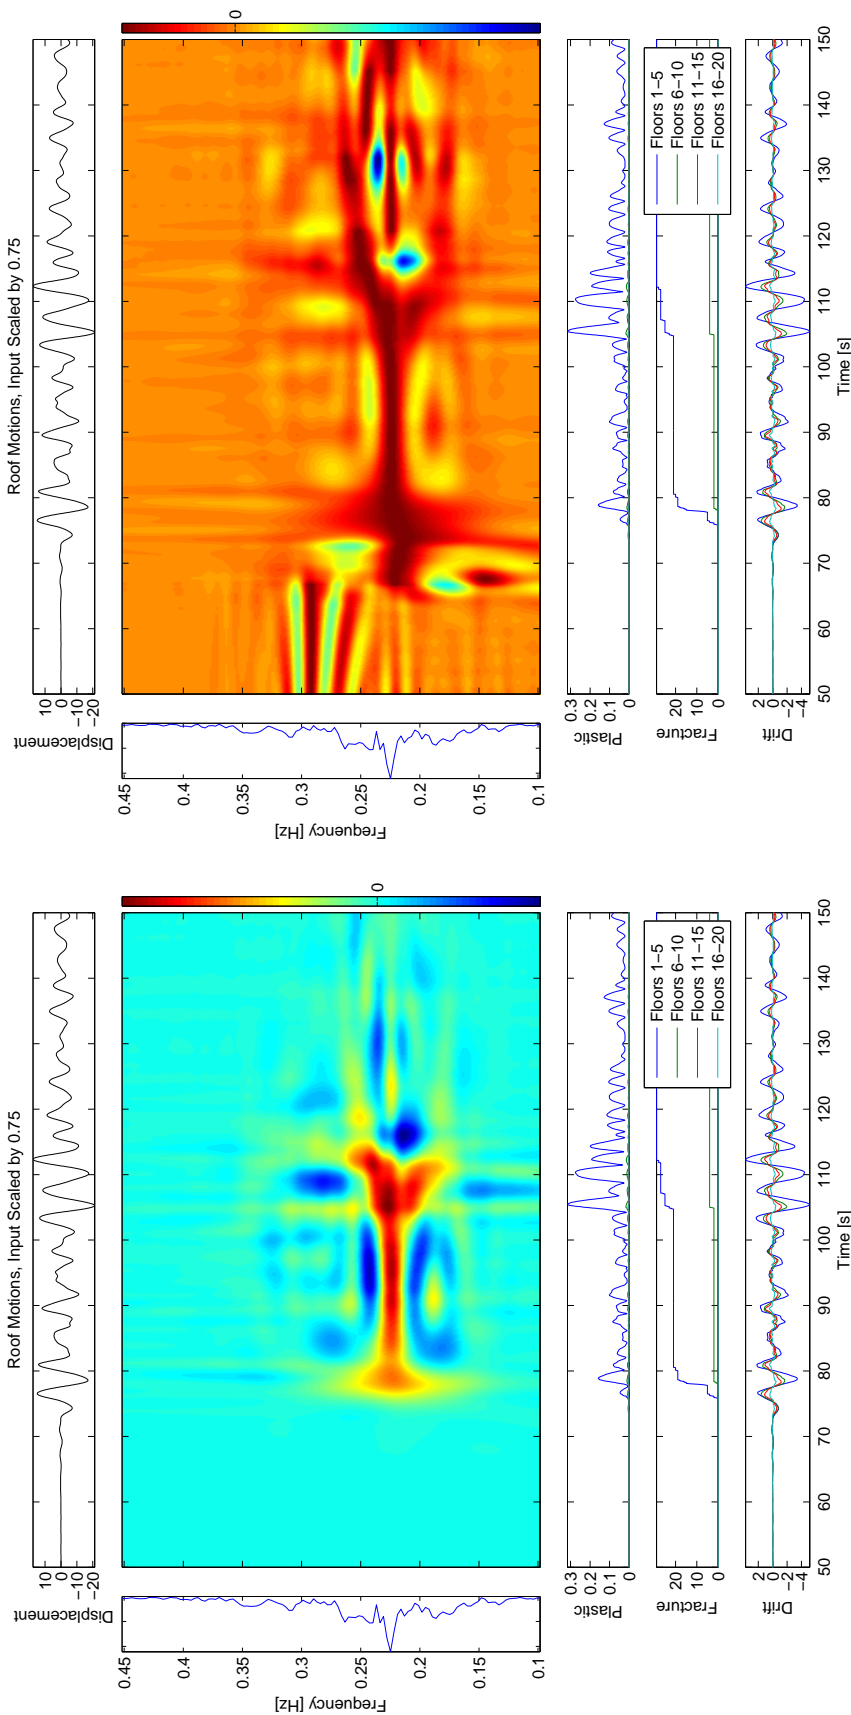 Roof Motions, Input Scaled by 0.75
Displacement
10
0
−10
−20
Frequency [Hz]
0.45
0.4
0.35
0.3
0.25
0.2
0.15
0.1
0
Plastic
0.3
0.2
0.1
0
Fracture
20
10
0
Floors 1−5
Floors 6−10
Floors 11−15
Floors 16−20
Drift
2
0
−2
−4
50 60 70 80 90 100 110 120 130 140 150
Time [s]
Roof Motions, Input Scaled by 0.75
Displacement
10
0
−10
−20
Frequency [Hz]
0.45
0.4
0.35
0.3
0.25
0.2
0.15
0.1
0
Plastic
0.3
0.2
0.1
0
Fracture
20
10
0
Floors 1−5
Floors 6−10
Floors 11−15
Floors 16−20
Drift
2
0
−2
−4
50 60 70 80 90 100 110 120 130 140 150
Time [s]